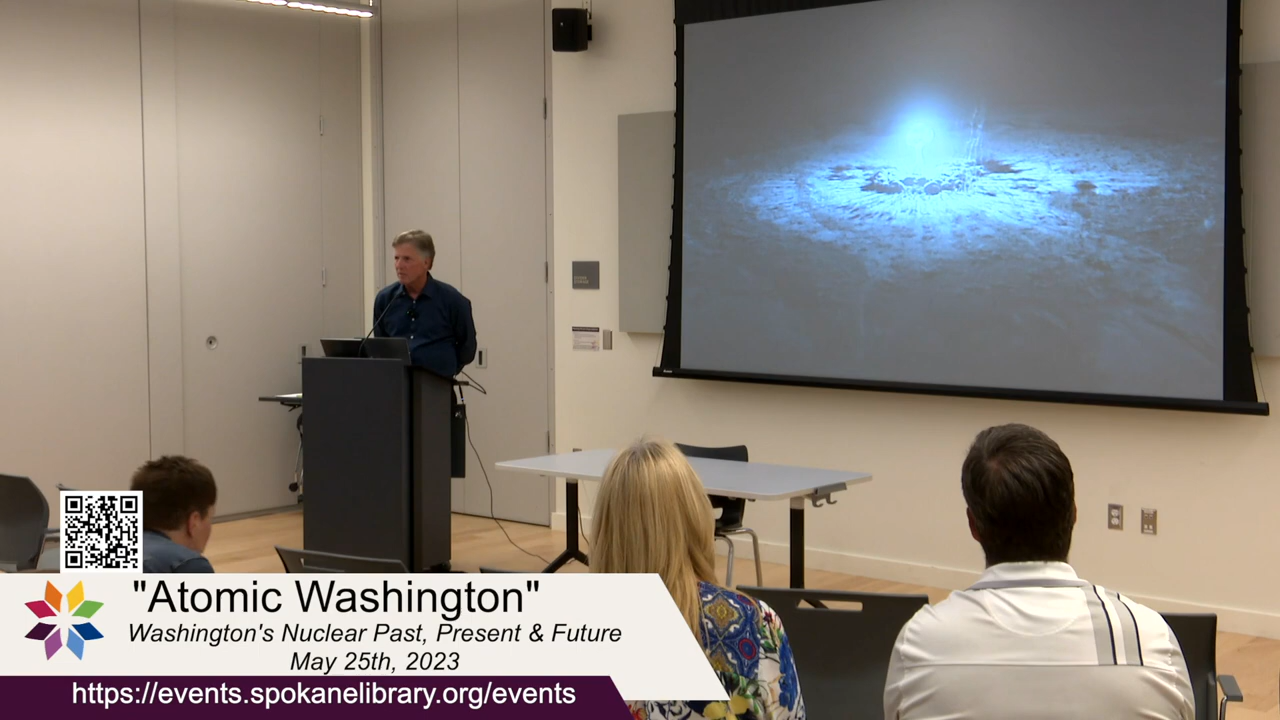 "Atomic Washington"
Washington's Nuclear Past, Present & Future
May 25th, 2023
https://events.spokanelibrary.org/events